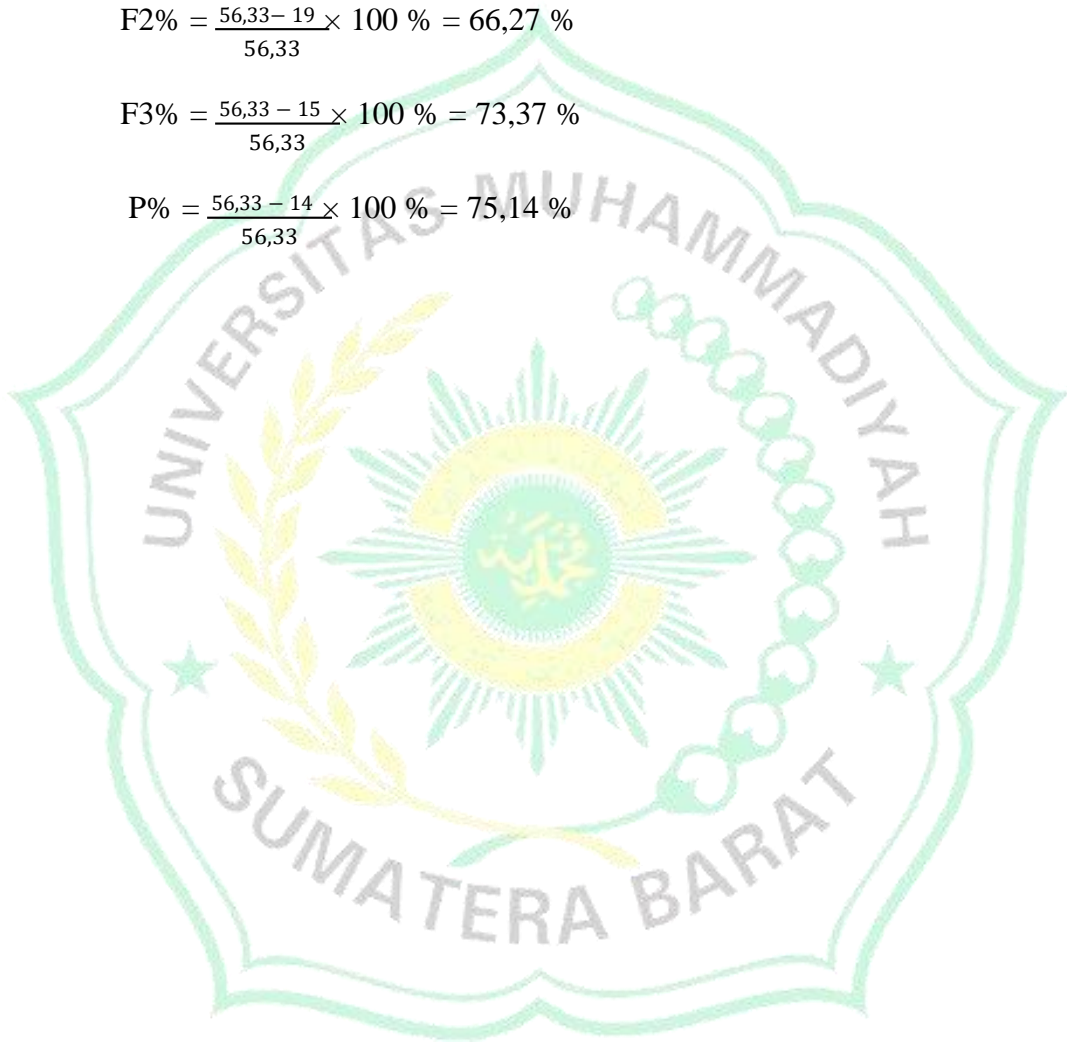 F2% = 56,33– 19 / 56,33 × 100 % = 66,27 %
F3% = 56,33 – 15 / 56,33 × 100 % = 73,37 %
P% = 56,33 – 14 / 56,33 × 100 % = 75,14 %
UNIVERSITAS MUHAMMADIYAH
SUMATERA BARAT